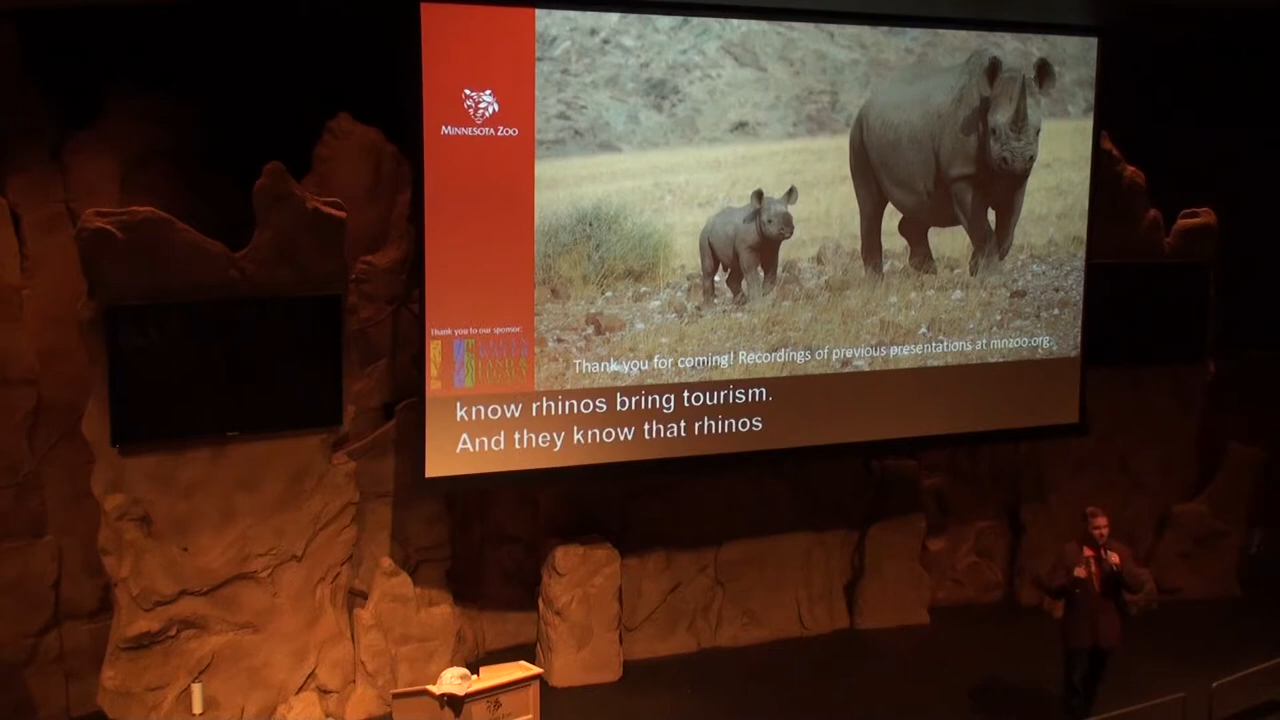 MINNESOTA ZOO
Thank you to our sponsor:
Thank you for coming! Recordings of previous presentations at mnzoo.org.
know rhinos bring tourism.
And they know that rhinos